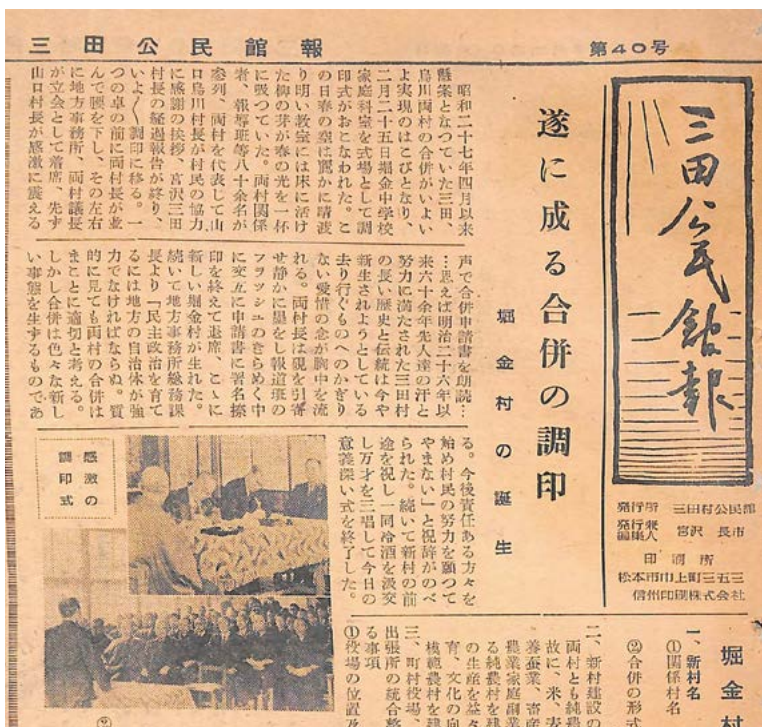 三田公民館報
第40号
三田公民館報
発行所 三田村公民館
発行兼編集人 宮沢長市
印刷所
松本市巾上町三五三
信州印刷株式会社
遂に成る合併の調印
堀金村の誕生
昭和二十七年四月以来
懸案となつていた三田、
烏川両村の合併がいよい
よ実現のはこびとなり、
二月二十五日堀金中学校
家庭科室を式場として調
印式がおこなわれた。こ
の日春の空は麗かに晴渡
り明い教室には床に活け
た柳の芽が春の光を一杯
に吸つていた。両村関係
者、報導班等八十余名が
参列、両村を代表して山
口烏川村長が村民の協力
に感謝の挨拶、宮沢三田
村長の経過報告が終り、
いよ〱調印に移る。一
つの卓の前に両村長が並
んで腰を下し、その左右
に地方事務所、両村議長
が立会として着席、先ず
山口村長が感激に震える
声で合併申請書を朗読…
…思えば明治二十六年以
来六十余年先人達の汗と
努力に満たされた三田村
の長い歴史と伝統は今や
新生されようとしている
去り行くものへのかぎり
ない愛惜の念が胸中を流
れる。両村長は硯を引寄
せ静かに墨をし報道班の
フラッシュのきらめく中
に交互に申請書に署名捺
印を終えて退席、こゝに
新しい堀金村が生れた。
続いて地方事務所総務課
長より「民主政治を育て
るには地方の自治体が強
力でなければならぬ。質
的に見ても両村の合併は
まことに適切と考える。
しかし合併は色々な新し
い事態を生ずるものであ
る。今後責任ある方々を
始め村民の努力を願つて
やまない」と祝辞がのべ
られた。続いて新村の前
途を祝し一同冷酒を汲交
し万才を三唱して今日の
意義深い式を終了した。
感激の
調印式
堀金村
一、新村名
①関係村名
②合併の形式
二、新村建設の
両村とも純農
故に、米、麦
養蚕業、畜産
農業家庭副業
る純農村を建
の生産を益々
育、文化の向
模範農村を建
三、町村役場、
出張所の統合整
る事項
①役場の位置及
②